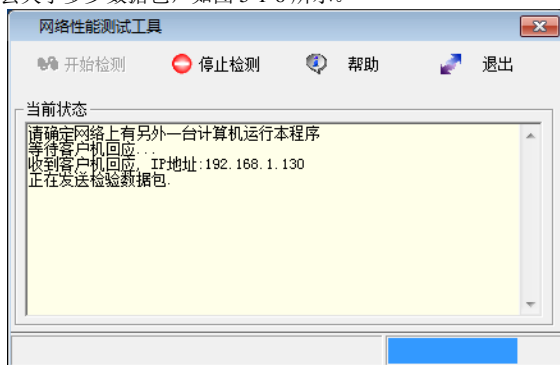 网络性能测试工具
开始检测 停止检测 帮助 退出
当前状态
请确定网络上有另外一台计算机运行本程序
等待客户机回应...
收到客户机回应, IP地址:192.168.1.130
正在发送检验数据包.